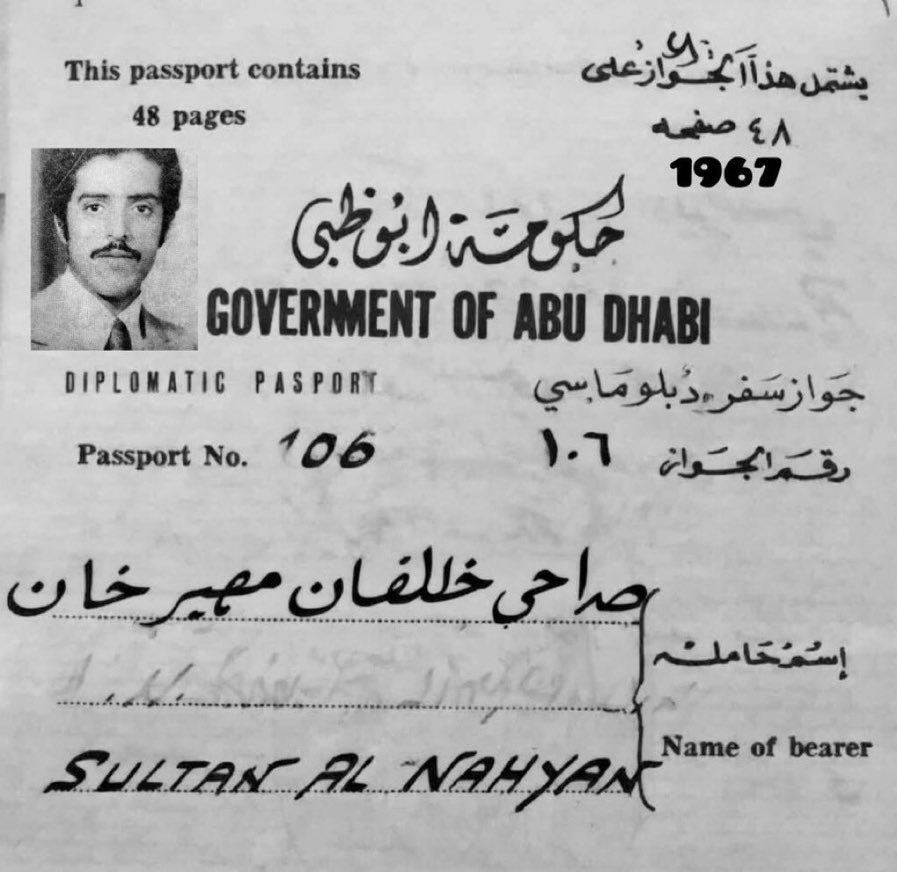 This passport contains
يشتمل هذا الجواز على
48 pages
٤٨ صفحه
1967
حكومة ابوظبي
GOVERNMENT OF ABU DHABI
DIPLOMATIC PASPORT
جواز سفر دبلوماسي
Passport No. 106
رقم الجواز ١٠٦
صداحي خللفان مهير خان
إسم حامله
Name of bearer
SULTAN AL NAHYAN